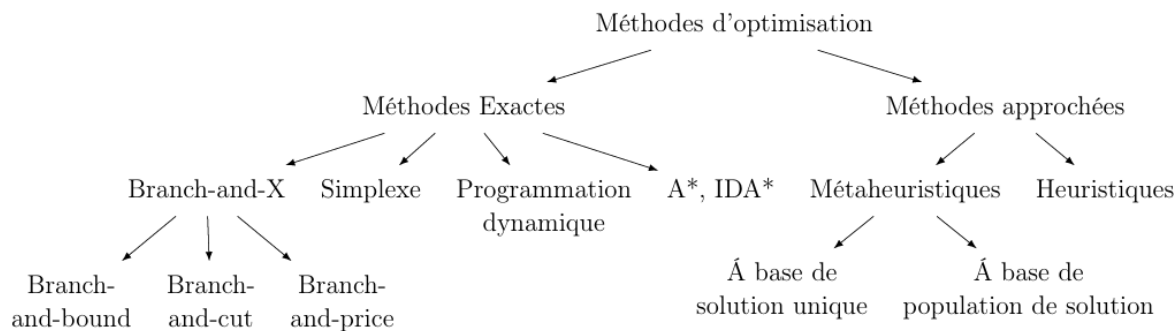 Méthodes d'optimisation
Méthodes Exactes
Méthodes approchées
Branch-and-X
Simplexe
Programmation
dynamique
A*, IDA*
Métaheuristiques
Heuristiques
Branch-
and-bound
Branch-
and-cut
Branch-
and-price
Á base de
solution unique
Á base de
population de solution